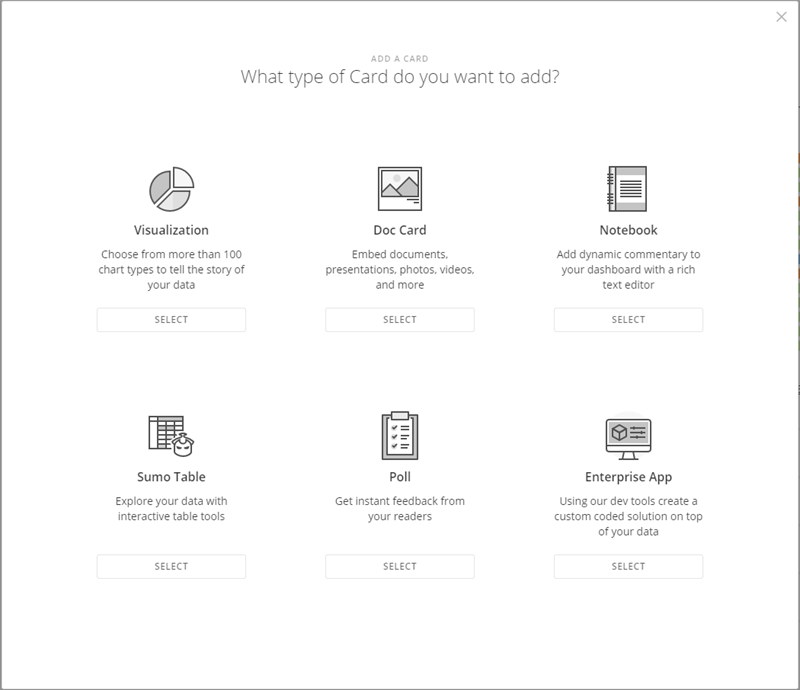 ADD A CARD
What type of Card do you want to add?
Visualization
Choose from more than 100
chart types to tell the story of
your data
SELECT
Doc Card
Embed documents,
presentations, photos, videos,
and more
SELECT
Notebook
Add dynamic commentary to
your dashboard with a rich
text editor
SELECT
Sumo Table
Explore your data with
interactive table tools
SELECT
Poll
Get instant feedback from
your readers
SELECT
Enterprise App
Using our dev tools create a
custom coded solution on top
of your data
SELECT